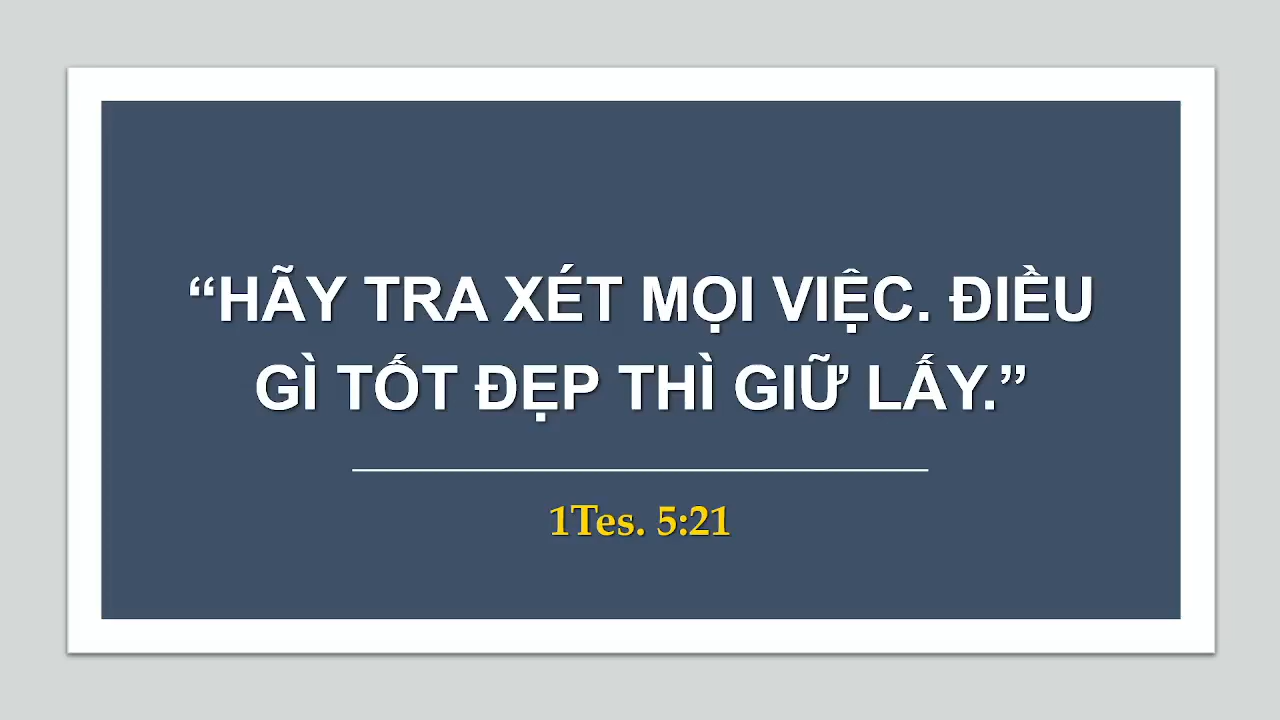 “HÃY TRA XÉT MỌI VIỆC. ĐIỀU
GÌ TỐT ĐẸP THÌ GIỮ LẤY.”
1Tes. 5:21